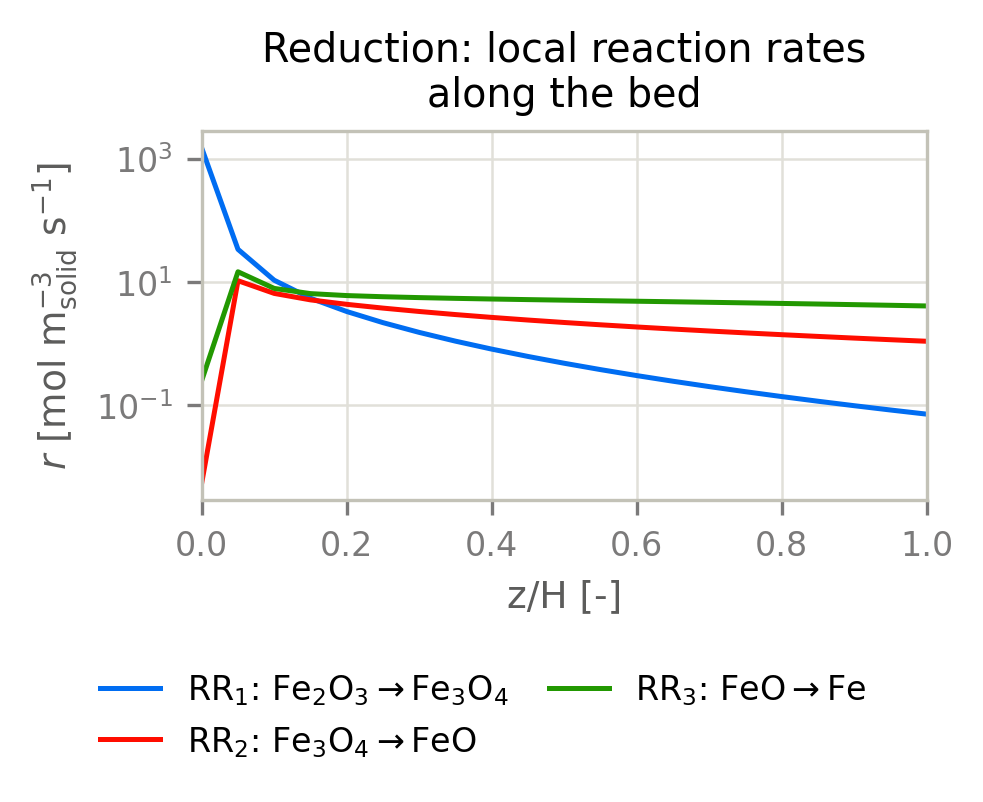 Reduction: local reaction rates
along the bed
r [mol m⁻³_solid s⁻¹]
10³
10¹
10⁻¹
0.0 0.2 0.4 0.6 0.8 1.0
z/H [-]
RR₁: Fe₂O₃→Fe₃O₄ RR₃: FeO→Fe
RR₂: Fe₃O₄→FeO